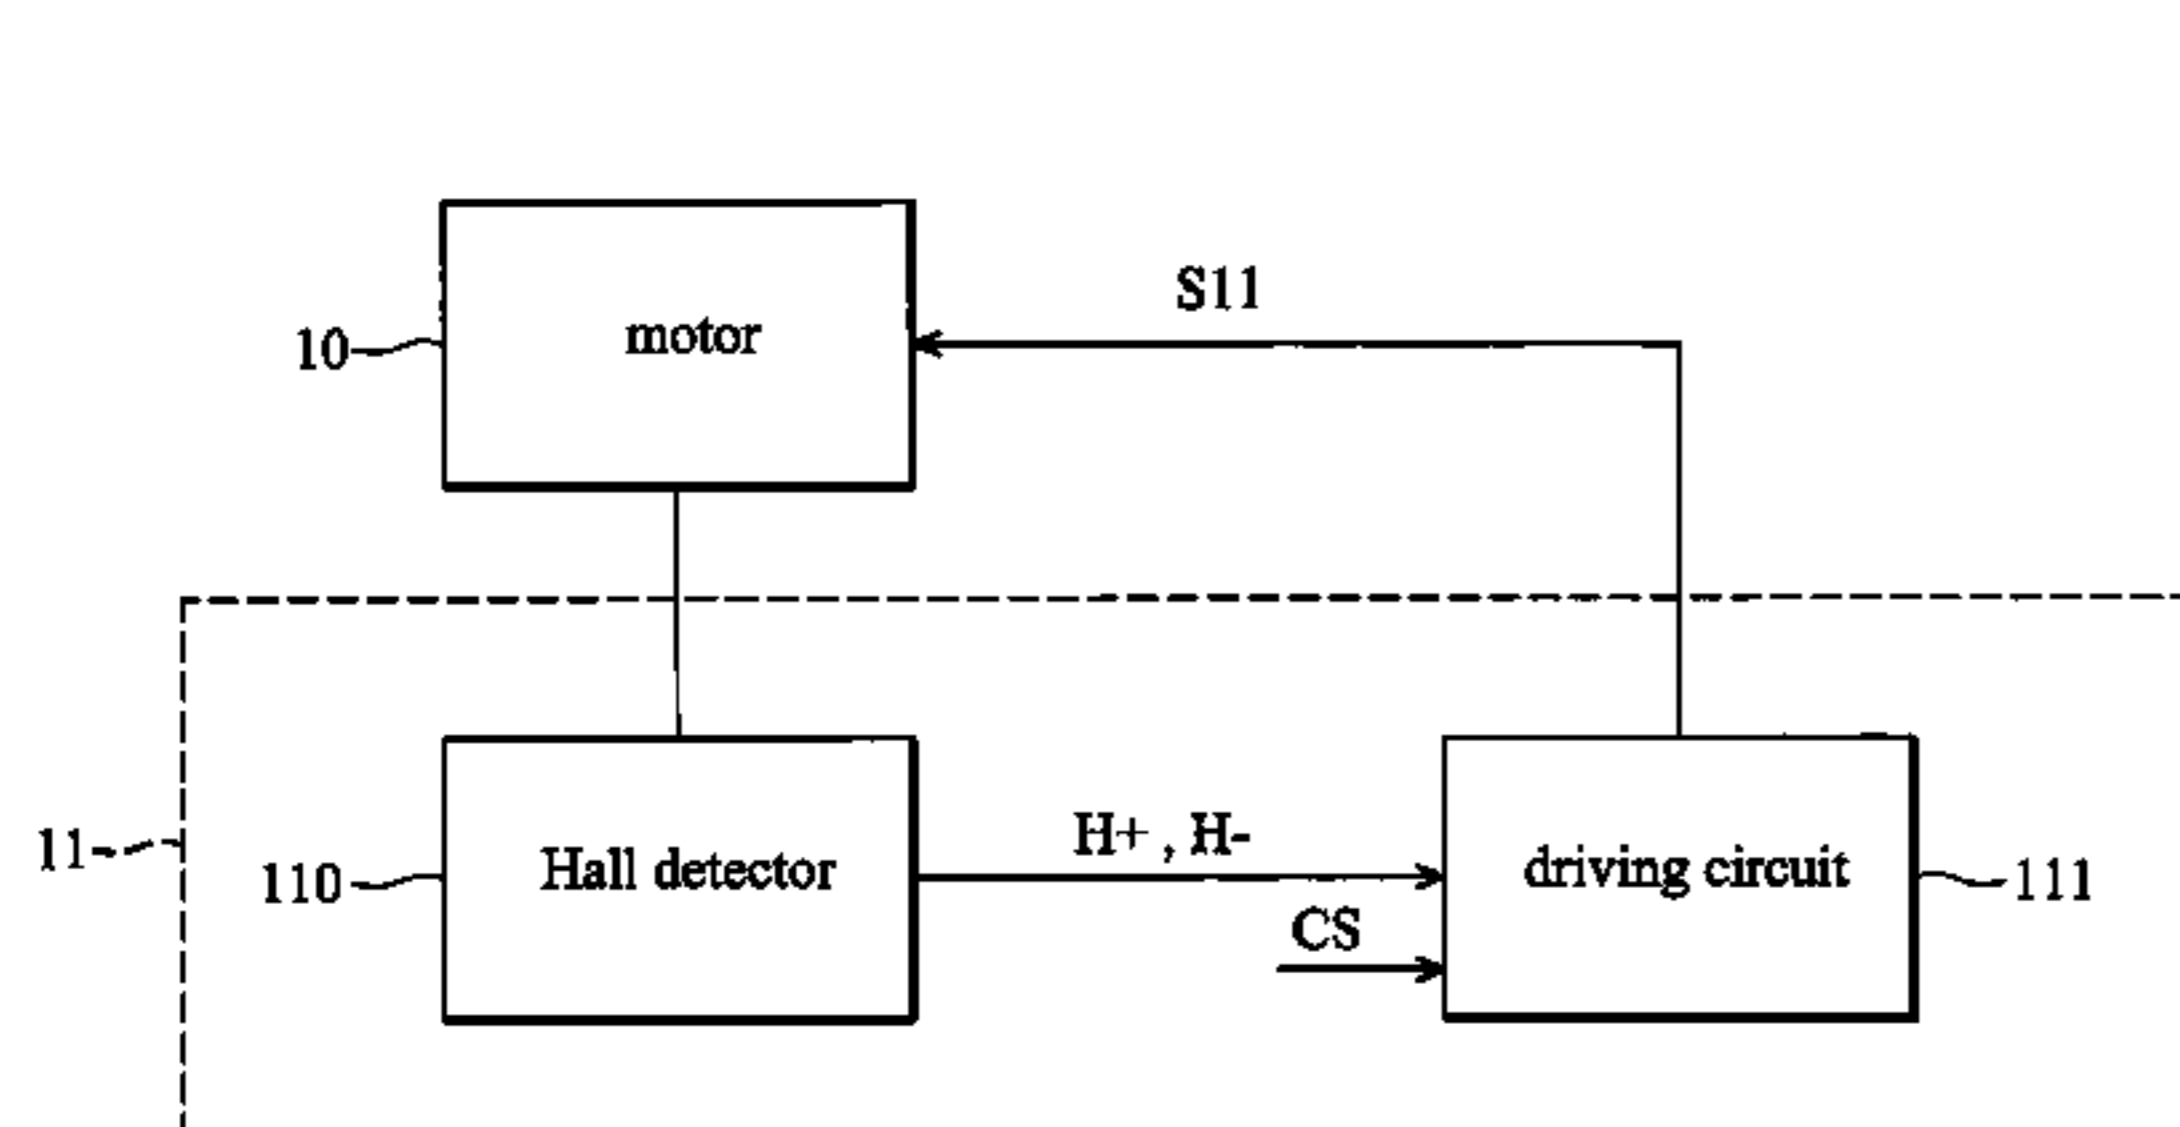 S11
motor
10
H+ , H-
11
110
Hall detector
driving circuit
111
CS